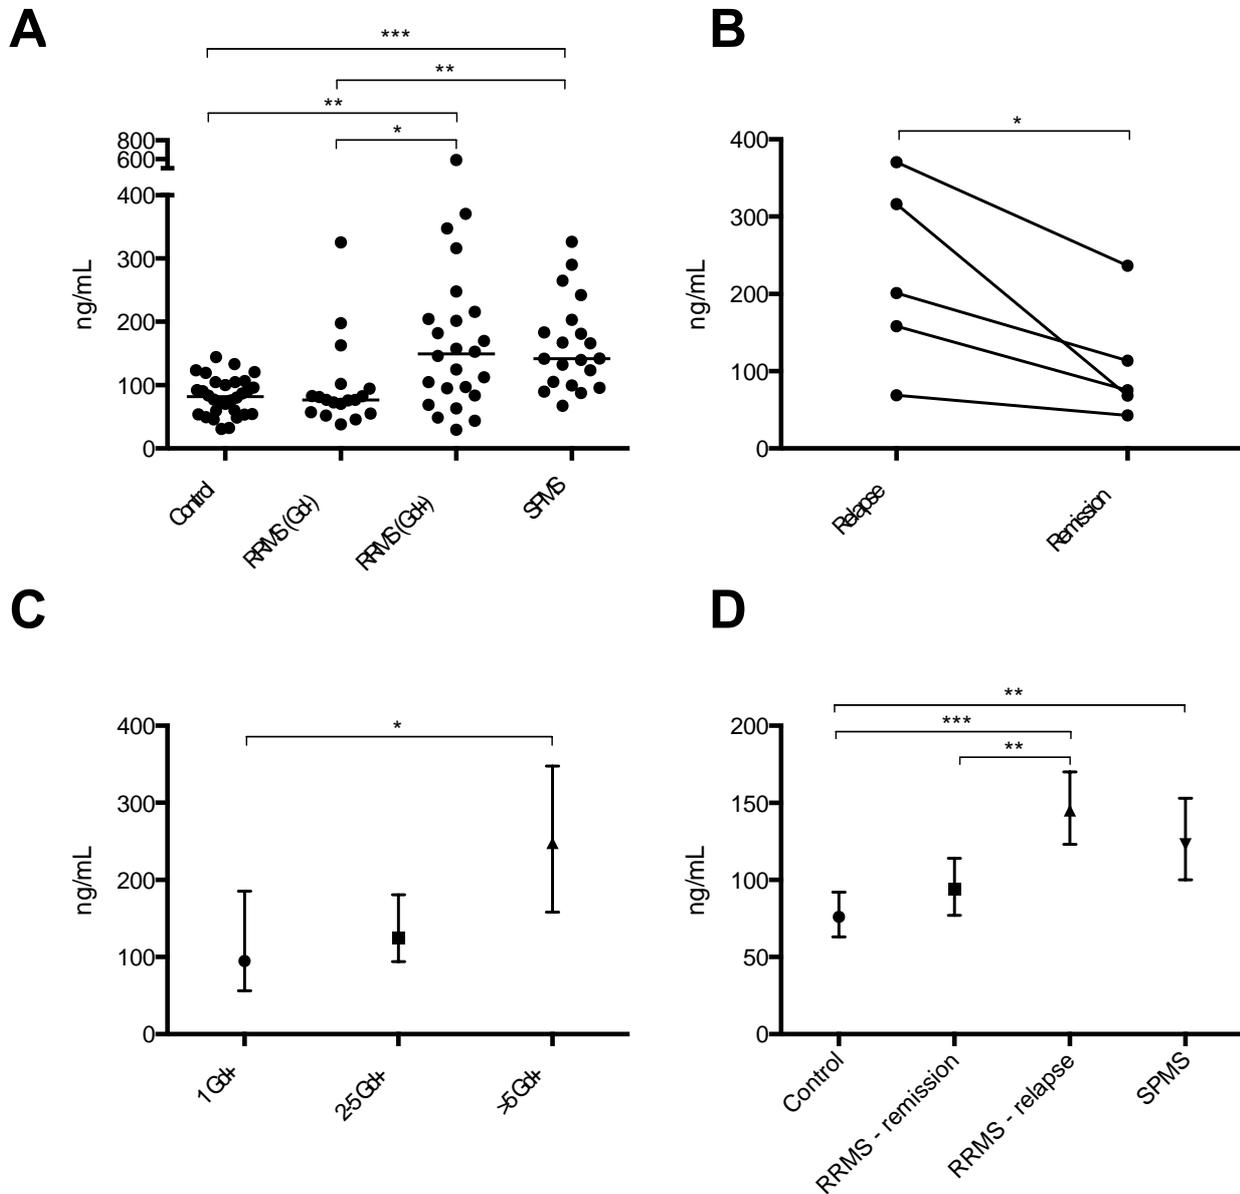 A
***
**
**
*
800
600
400
300
200
100
0
ng/mL
Control
RRMS (Gd-)
RRMS (Gd+)
SPMS
B
*
400
300
200
100
0
ng/mL
Relapse
Remission
C
*
400
300
200
100
0
ng/mL
1 Gd+
2-5 Gd+
>5 Gd+
D
**
***
**
200
150
100
50
0
ng/mL
Control
RRMS - remission
RRMS - relapse
SPMS